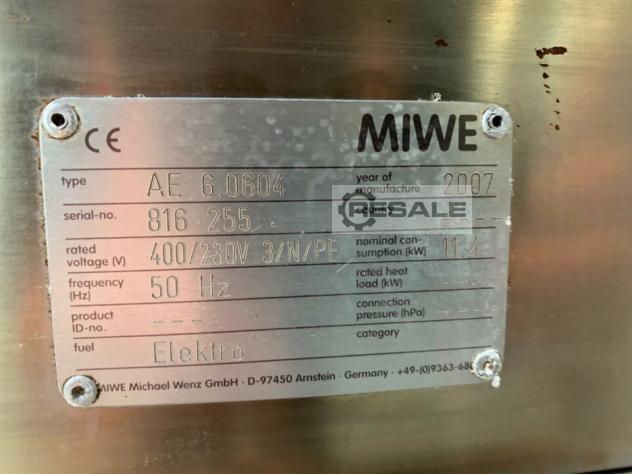 CE MIWE
type AE 6.0604 year of manufacture 2007
serial-no. 816 255 country ---
RESALE
rated voltage (V) 400/230V 3/N/PE nominal con-sumption (kW) 11.4
frequency (Hz) 50 Hz rated heat load (kW) ---
product ID-no. --- connection pressure (hPa) ---
fuel Elektro category
MIWE Michael Wenz GmbH · D-97450 Arnstein · Germany · +49-(0)9363-68